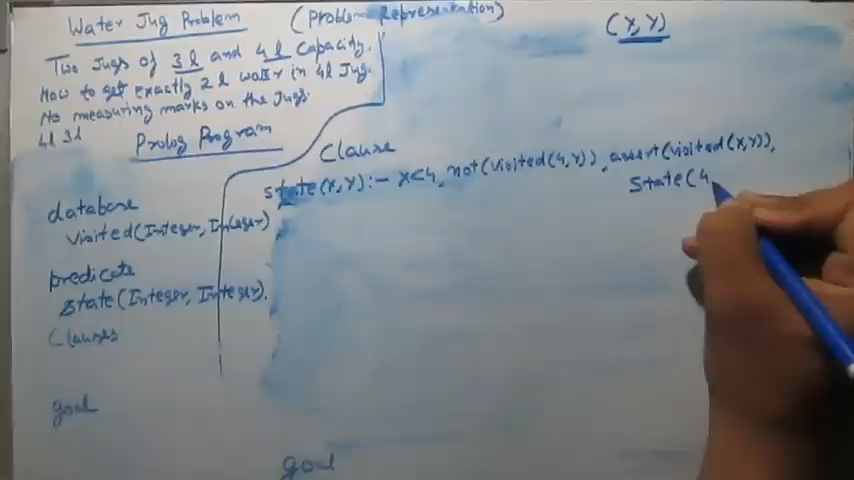 Water Jug Problem (Problem Representation) (X,Y)
Two Jugs of 3l and 4l Capacity.
How to get exactly 2l water in 4l Jug.
No measuring marks on the Jugs.
4l 3l
Prolog Program
Clause
state(X,Y):- X<4, not(visited(4,Y)), assert(visited(X,Y)),
State(4
database
visited(Integer, Integer)
predicate
state(Integer, Integer).
Clauses
goal
goal